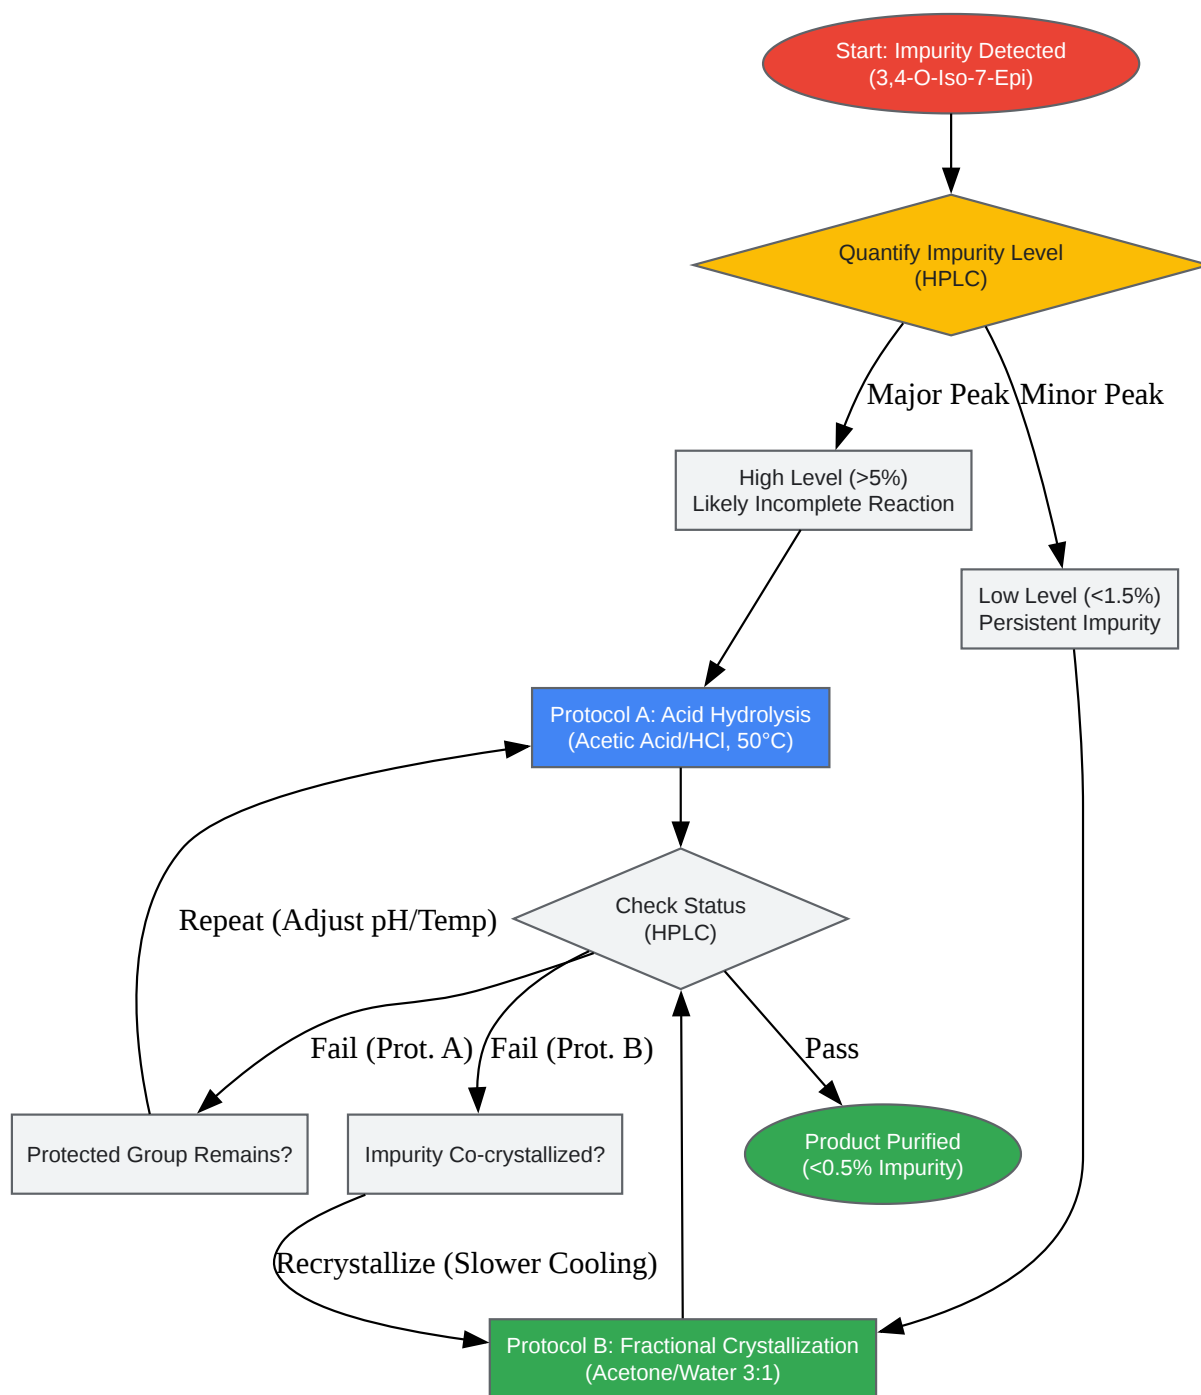 Start: Impurity Detected
(3,4-O-Iso-7-Epi)
Quantify Impurity Level
(HPLC)
Major Peak
Minor Peak
High Level (>5%)
Likely Incomplete Reaction
Low Level (<1.5%)
Persistent Impurity
Protocol A: Acid Hydrolysis
(Acetic Acid/HCl, 50°C)
Check Status
(HPLC)
Repeat (Adjust pH/Temp)
Fail (Prot. A)
Fail (Prot. B)
Pass
Protected Group Remains?
Impurity Co-crystallized?
Product Purified
(<0.5% Impurity)
Recrystallize (Slower Cooling)
Protocol B: Fractional Crystallization
(Acetone/Water 3:1)